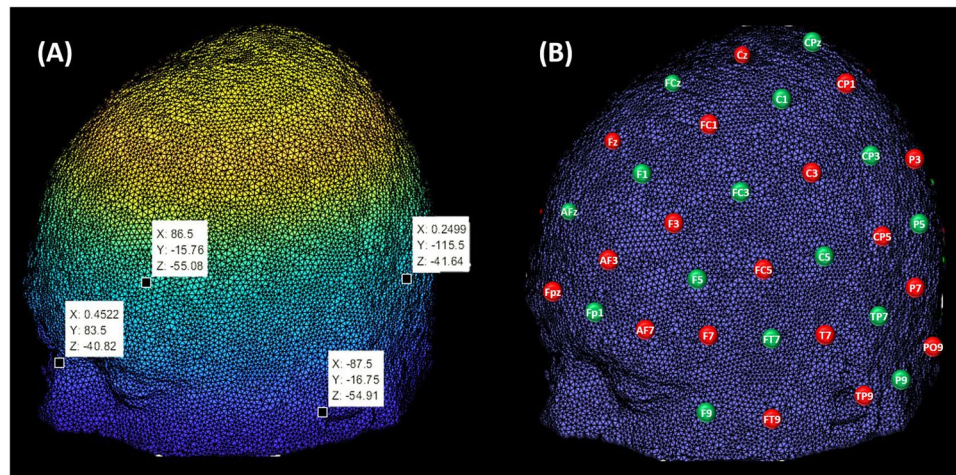 (A)
X: 86.5
Y: -15.76
Z: -55.08
X: 0.2499
Y: -115.5
Z: -41.64
X: 0.4522
Y: 83.5
Z: -40.82
X: -87.5
Y: -16.75
Z: -54.91
(B)
CPz
Cz
FCz
CP1
C1
FC1
Fz
CP3
P3
F1
C3
FC3
AFz
F3
P5
CP5
AF3
C5
FC5
F5
Fpz
P7
Fp1
TP7
AF7
F7
FT7
T7
PO9
P9
TP9
F9
FT9